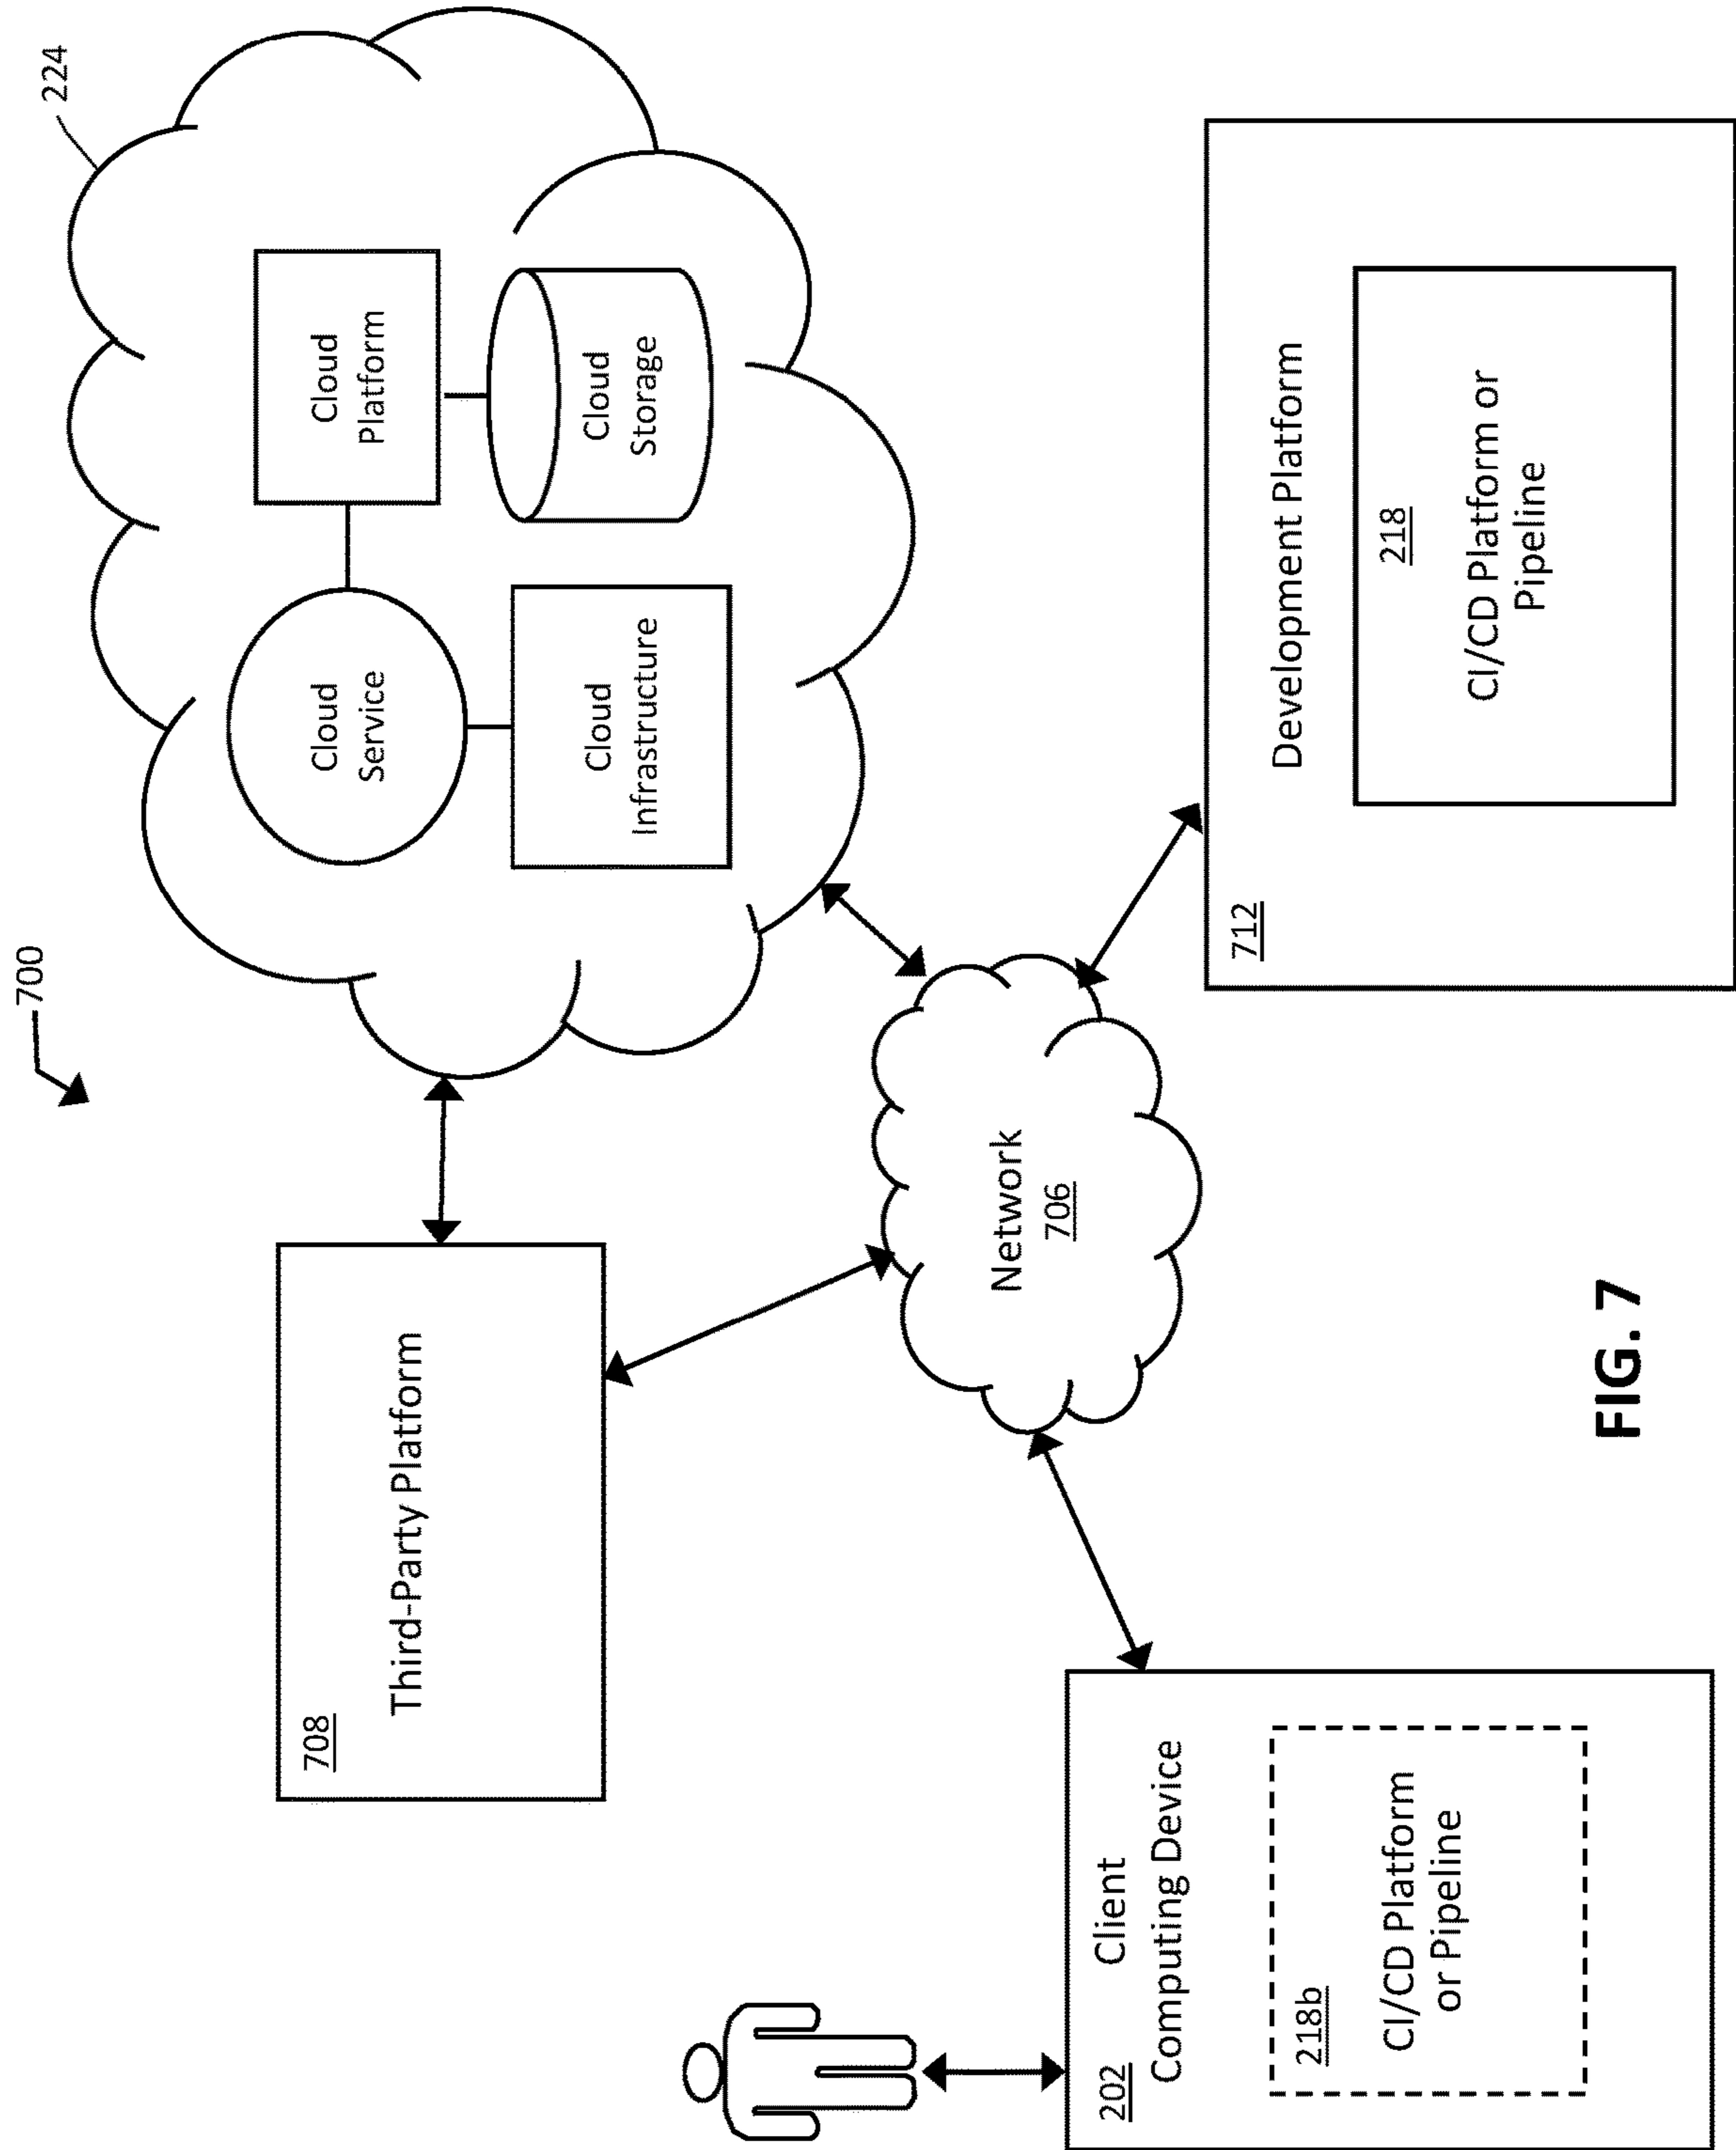 700
224
Cloud
Service
Cloud
Platform
Cloud
Infrastructure
Cloud
Storage
708
Third-Party Platform
Network
706
202
Client
Computing Device
218b
CI/CD Platform
or Pipeline
712
Development Platform
218
CI/CD Platform or
Pipeline
FIG. 7